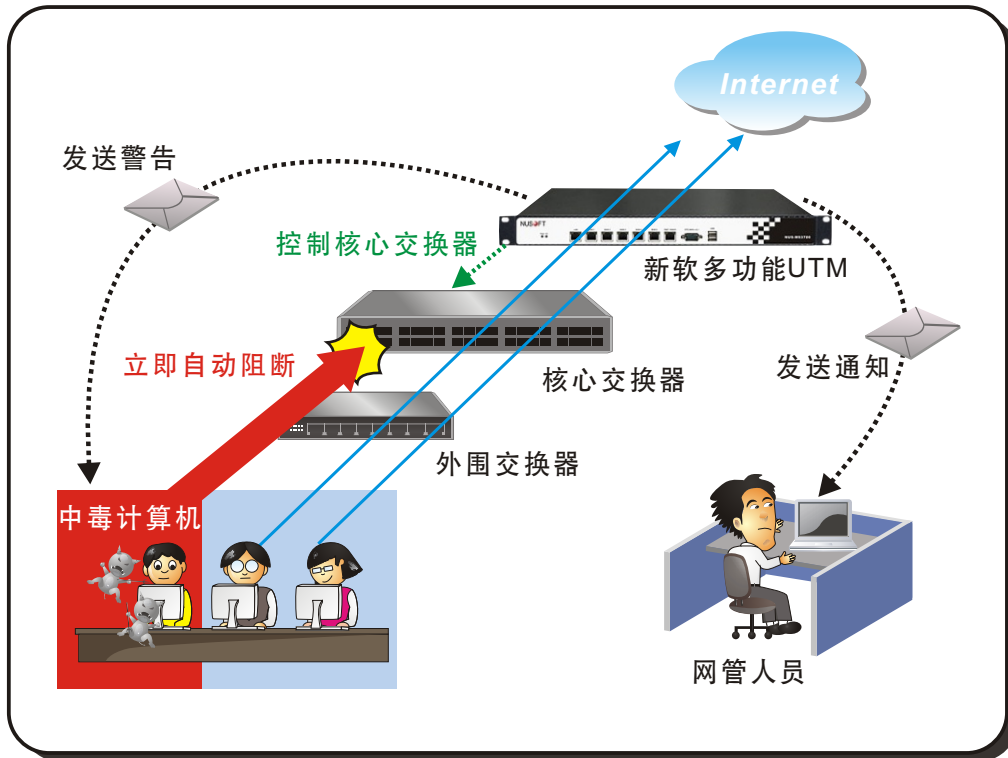 Internet
发送警告
NUSOFT
控制核心交换器
新软多功能UTM
立即自动阻断
核心交换器
发送通知
外围交换器
中毒计算机
网管人员